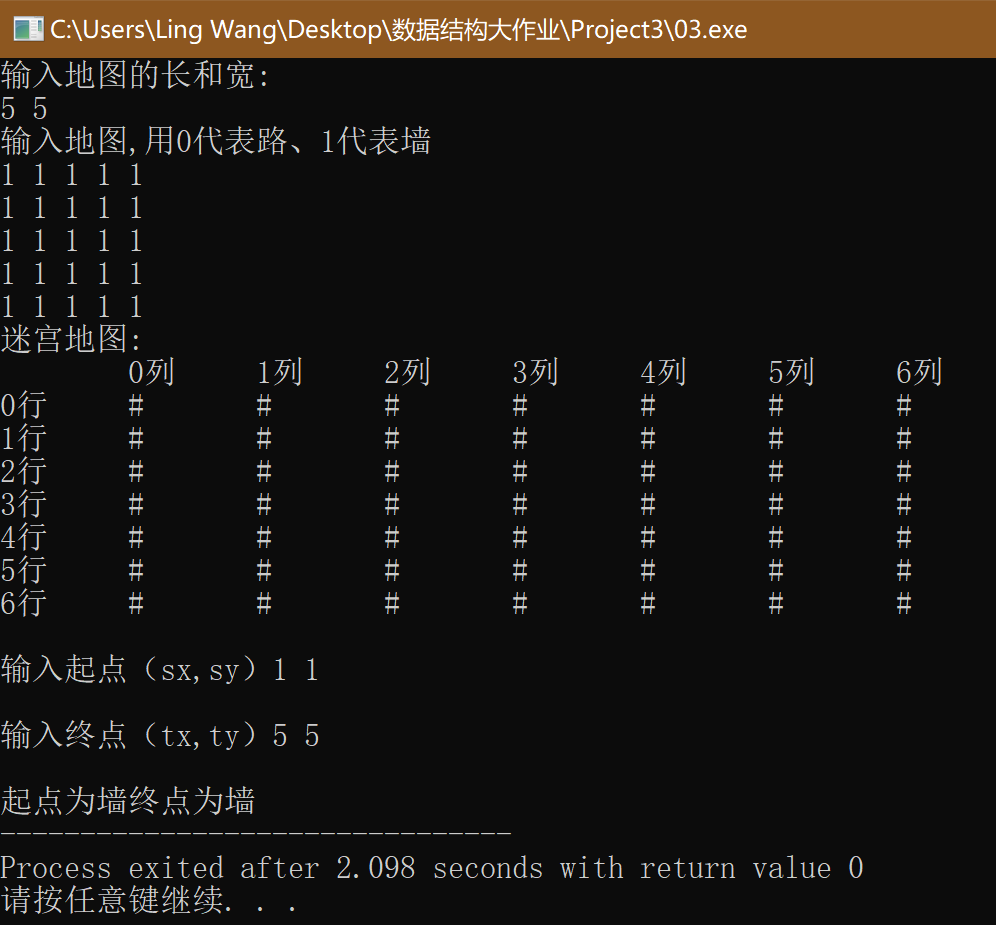 C:\Users\Ling Wang\Desktop\数据结构大作业\Project3\03.exe
输入地图的长和宽:
5 5
输入地图,用0代表路、1代表墙
1 1 1 1 1
1 1 1 1 1
1 1 1 1 1
1 1 1 1 1
1 1 1 1 1
迷宫地图:
0列 1列 2列 3列 4列 5列 6列
0行 # # # # # # #
1行 # # # # # # #
2行 # # # # # # #
3行 # # # # # # #
4行 # # # # # # #
5行 # # # # # # #
6行 # # # # # # #
输入起点（sx,sy）1 1
输入终点（tx,ty）5 5
起点为墙终点为墙
--------------------------------
Process exited after 2.098 seconds with return value 0
请按任意键继续. . .